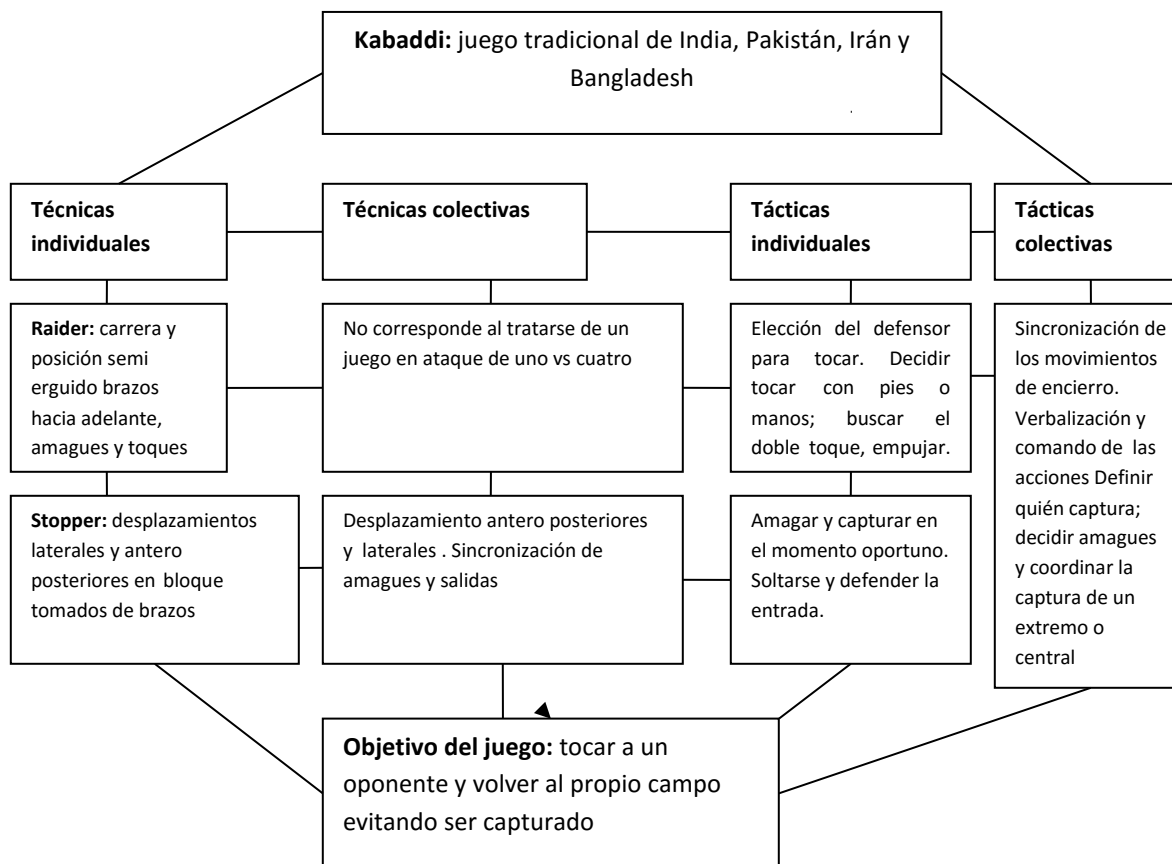 Kabaddi: juego tradicional de India, Pakistán, Irán y
Bangladesh
.
Técnicas
individuales
Técnicas colectivas
Tácticas
individuales
Tácticas
colectivas
Raider: carrera y
posición semi
erguido brazos
hacia adelante,
amagues y toques
No corresponde al tratarse de un
juego en ataque de uno vs cuatro
Elección del defensor
para tocar. Decidir
tocar con pies o
manos; buscar el
doble toque, empujar.
Sincronización de
los movimientos
de encierro.
Verbalización y
comando de las
acciones Definir
quién captura;
decidir amagues
y coordinar la
captura de un
extremo o
central
Stopper: desplazamientos
laterales y antero
posteriores en bloque
tomados de brazos
Desplazamiento antero posteriores
y laterales . Sincronización de
amagues y salidas
Amagar y capturar en
el momento oportuno.
Soltarse y defender la
entrada.
Objetivo del juego: tocar a un
oponente y volver al propio campo
evitando ser capturado